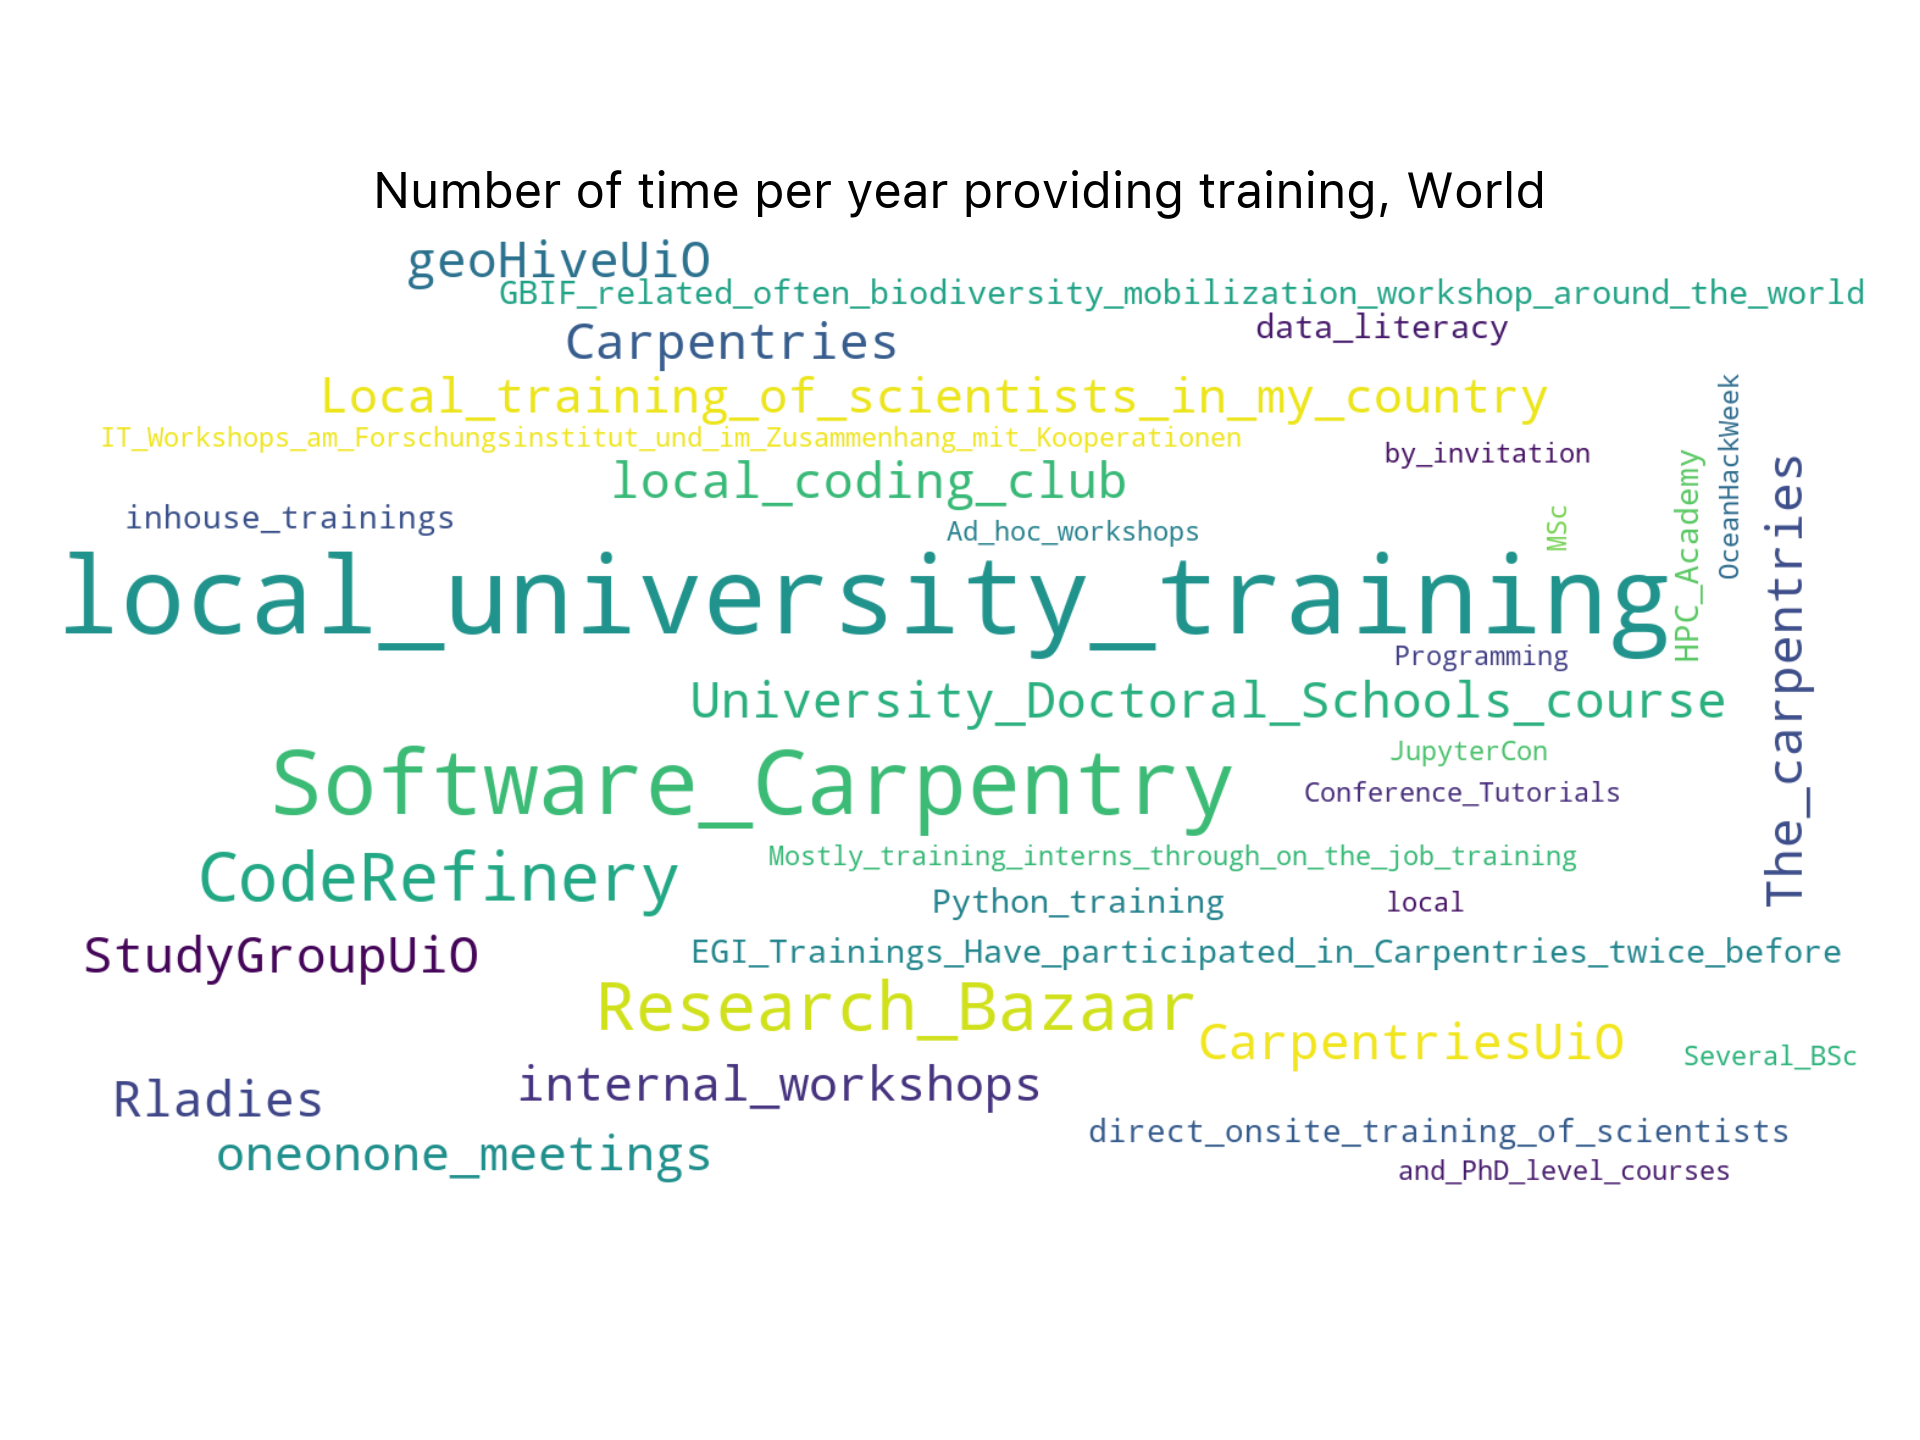 Number of time per year providing training, World
geoHiveUiO
GBIF_related_often_biodiversity_mobilization_workshop_around_the_world
Carpentries
data_literacy
Local_training_of_scientists_in_my_country
IT_Workshops_am_Forschungsinstitut_und_im_Zusammenhang_mit_Kooperationen
by_invitation
OceanHackWeek
local_coding_club
HPC_Academy
The_carpentries
inhouse_trainings
Ad_hoc_workshops
MSc
local_university_training
Programming
University_Doctoral_Schools_course
Software_Carpentry
JupyterCon
Conference_Tutorials
CodeRefinery
Mostly_training_interns_through_on_the_job_training
Python_training
local
StudyGroupUiO
EGI_Trainings_Have_participated_in_Carpentries_twice_before
Research_Bazaar
CarpentriesUiO
Several_BSc
Rladies
internal_workshops
direct_onsite_training_of_scientists
oneonone_meetings
and_PhD_level_courses